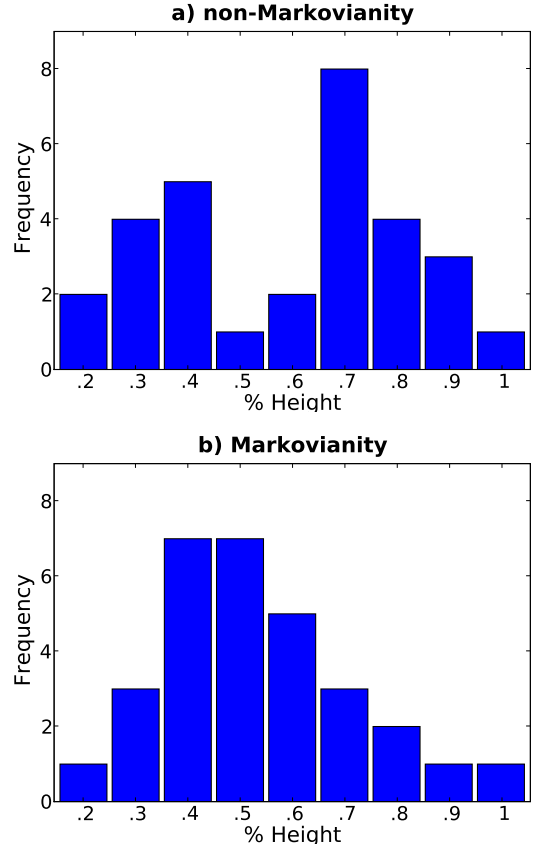 a) non-Markovianity
8
6
4
2
0
Frequency
.2 .3 .4 .5 .6 .7 .8 .9 1
% Height
b) Markovianity
8
6
4
2
0
Frequency
.2 .3 .4 .5 .6 .7 .8 .9 1
% Height